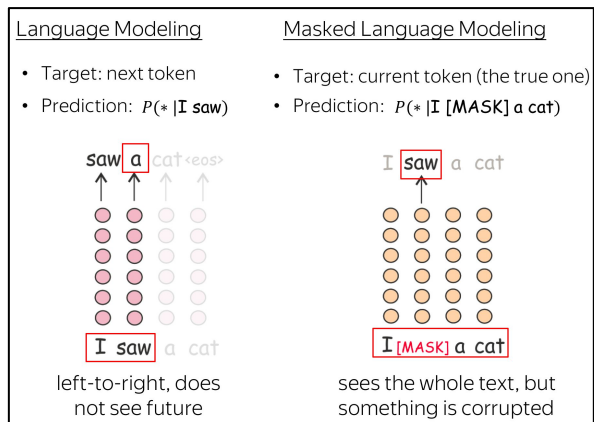 Language Modeling
• Target: next token
• Prediction: P(* |I saw)
saw a cat <eos>
I saw a cat
left-to-right, does
not see future
Masked Language Modeling
• Target: current token (the true one)
• Prediction: P(* |I [MASK] a cat)
I saw a cat
I [MASK] a cat
sees the whole text, but
something is corrupted